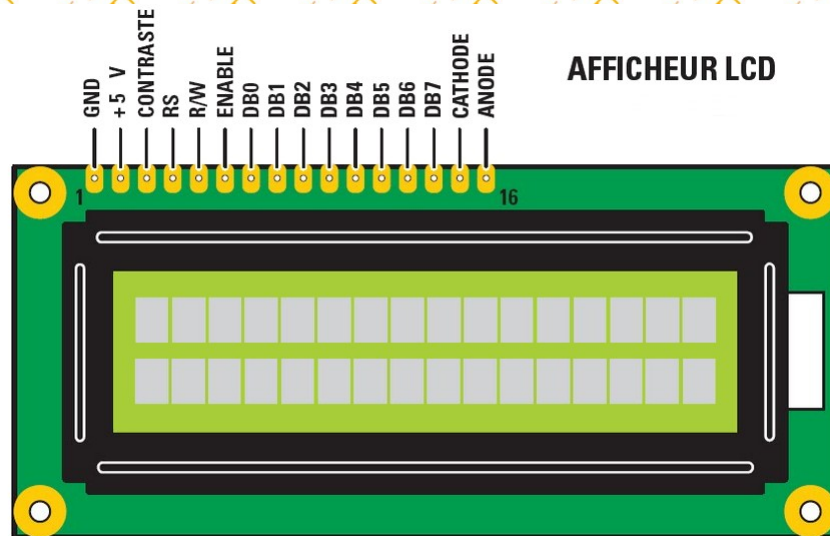 GND
+5 V
CONTRASTE
RS
R/W
ENABLE
DB0
DB1
DB2
DB3
DB4
DB5
DB6
DB7
CATHODE
ANODE
AFFICHEUR LCD
1
16